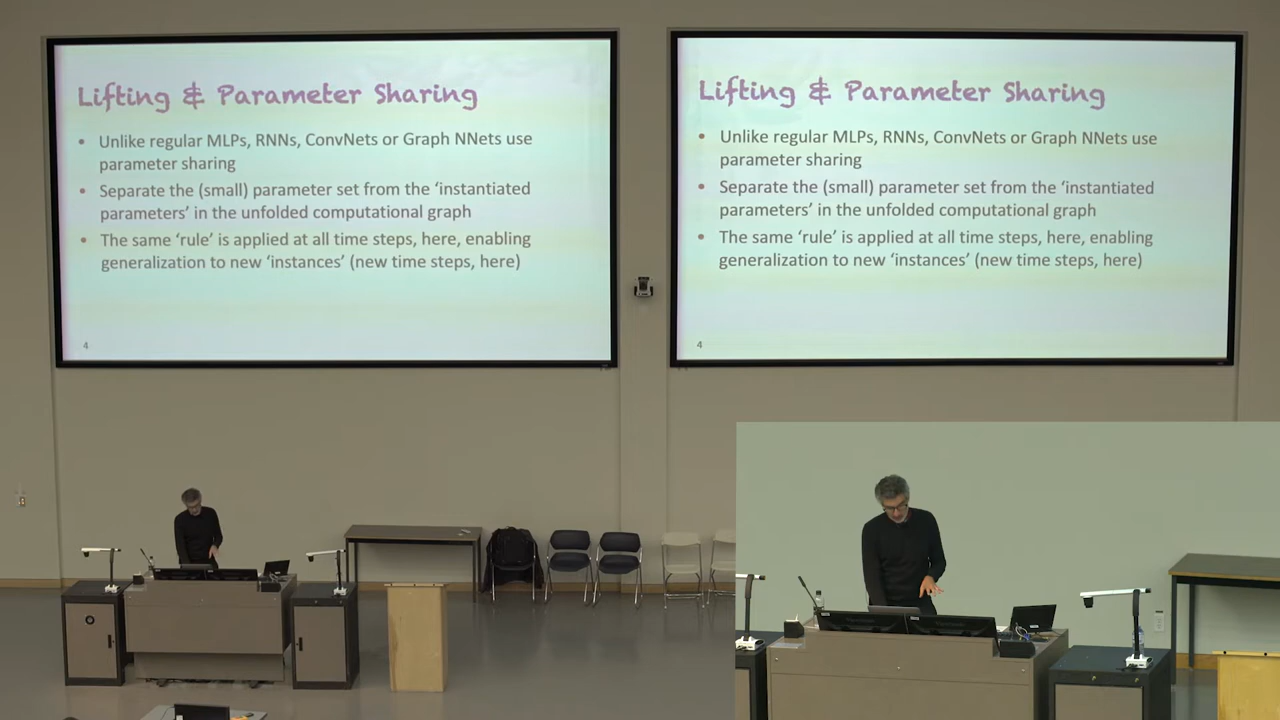 Lifting & Parameter Sharing
• Unlike regular MLPs, RNNs, ConvNets or Graph NNets use
parameter sharing
• Separate the (small) parameter set from the ‘instantiated
parameters’ in the unfolded computational graph
• The same ‘rule’ is applied at all time steps, here, enabling
generalization to new ‘instances’ (new time steps, here)
4
Lifting & Parameter Sharing
• Unlike regular MLPs, RNNs, ConvNets or Graph NNets use
parameter sharing
• Separate the (small) parameter set from the ‘instantiated
parameters’ in the unfolded computational graph
• The same ‘rule’ is applied at all time steps, here, enabling
generalization to new ‘instances’ (new time steps, here)
4